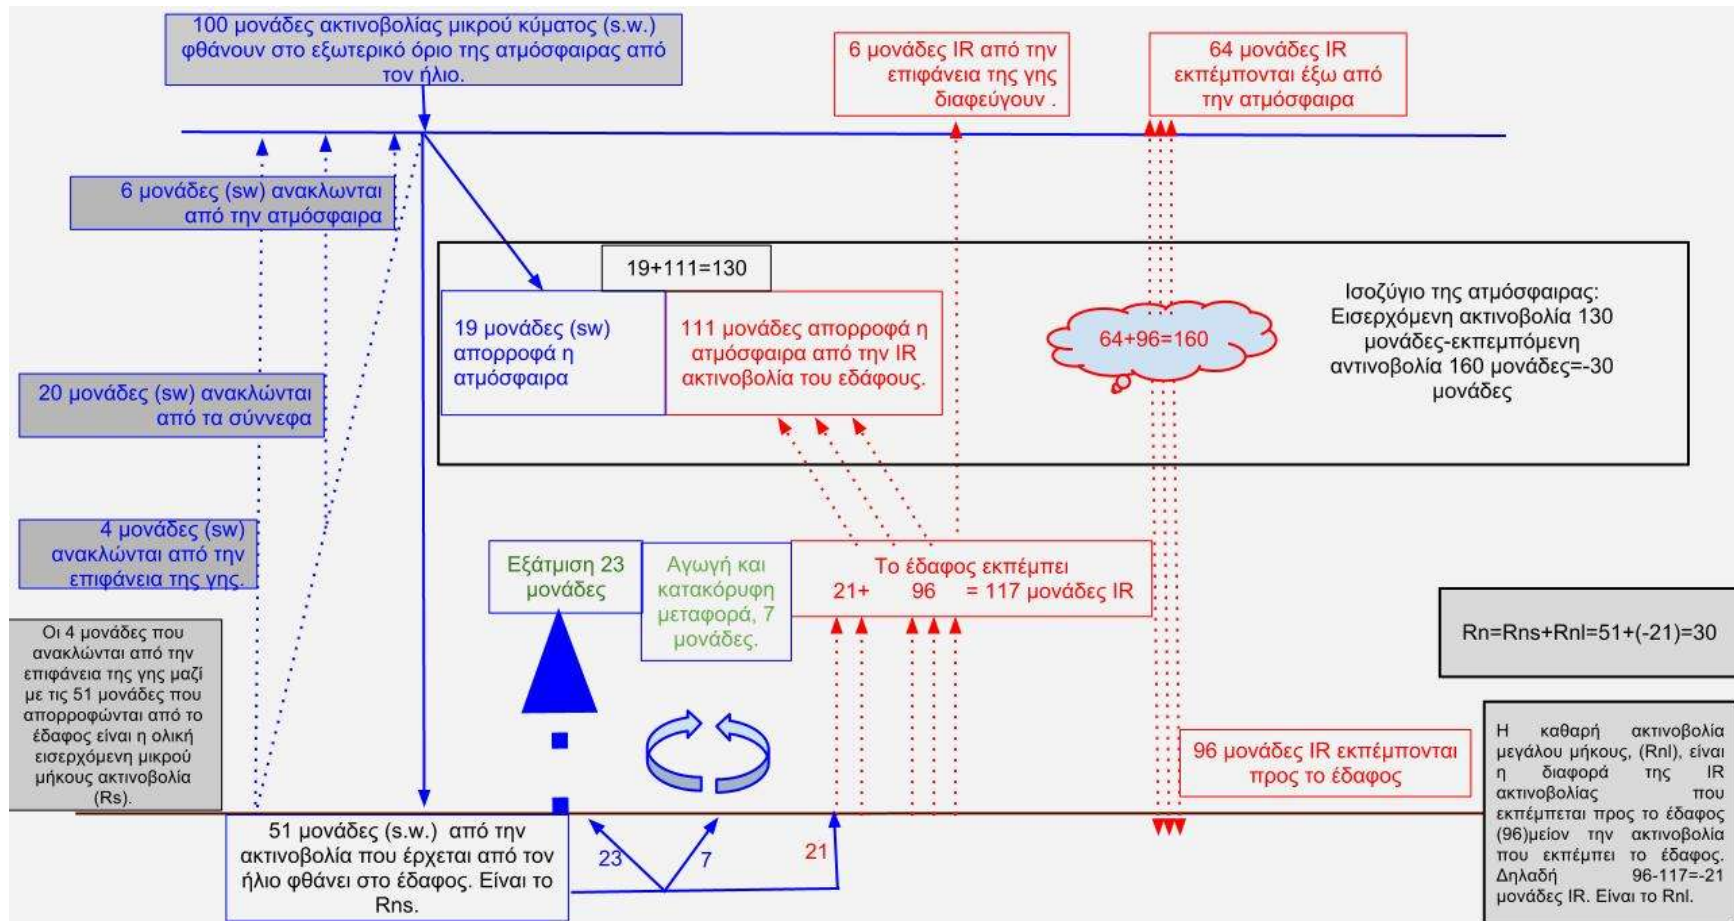 100 μονάδες ακτινοβολίας μικρού κύματος (s.w.)
φθάνουν στο εξωτερικό όριο της ατμόσφαιρας από
τον ήλιο.
6 μονάδες IR από την
επιφάνεια της γης
διαφεύγουν .
64 μονάδες IR
εκπέμπονται έξω από
την ατμόσφαιρα
6 μονάδες (sw) ανακλωνται
από την ατμόσφαιρα
19+111=130
19 μονάδες (sw)
απορροφά η
ατμόσφαιρα
111 μονάδες απορροφά η
ατμόσφαιρα από την IR
ακτινοβολία του εδάφους.
64+96=160
Ισοζύγιο της ατμόσφαιρας:
Εισερχόμενη ακτινοβολία 130
μονάδες-εκπεμπόμενη
αντινοβολία 160 μονάδες=-30
μονάδες
20 μονάδες (sw) ανακλώνται
από τα σύννεφα
4 μονάδες (sw)
ανακλώνται από την
επιφάνεια της γης.
Εξάτμιση 23
μονάδες
Αγωγή και
κατακόρυφη
μεταφορά, 7
μονάδες.
Το έδαφος εκπέμπει
21+ 96 = 117 μονάδες IR
Rn=Rns+Rnl=51+(-21)=30
Οι 4 μονάδες που
ανακλώνται από την
επιφάνεια της γης μαζί
με τις 51 μονάδες που
απορροφώνται από το
έδαφος είναι η ολική
εισερχόμενη μικρού
μήκους ακτινοβολία
(Rs).
96 μονάδες IR εκπέμπονται
προς το έδαφος
Η καθαρή ακτινοβολία
μεγάλου μήκους, (Rnl), είναι
η διαφορά της IR
ακτινοβολίας που
εκπέμπεται προς το έδαφος
(96)μείον την ακτινοβολία
που εκπέμπει το έδαφος.
Δηλαδή 96-117=-21
μονάδες IR. Είναι το Rnl.
51 μονάδες (s.w.) από την
ακτινοβολία που έρχεται από τον
ήλιο φθάνει στο έδαφος. Είναι το
Rns.
23
7
21